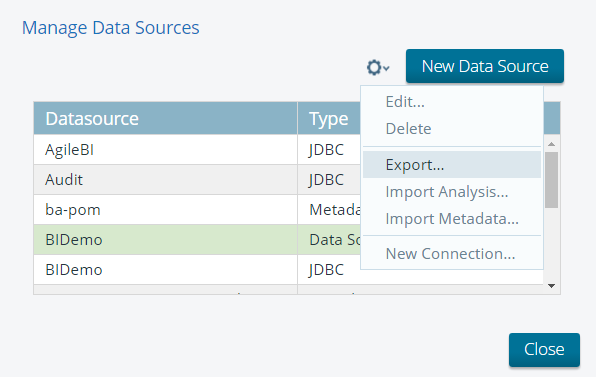 Manage Data Sources
New Data Source
Datasource Type
Edit...
Delete
Export...
Import Analysis...
Import Metadata...
New Connection...
AgileBI JDBC
Audit JDBC
ba-pom Metada
BIDemo Data So
BIDemo JDBC
Close